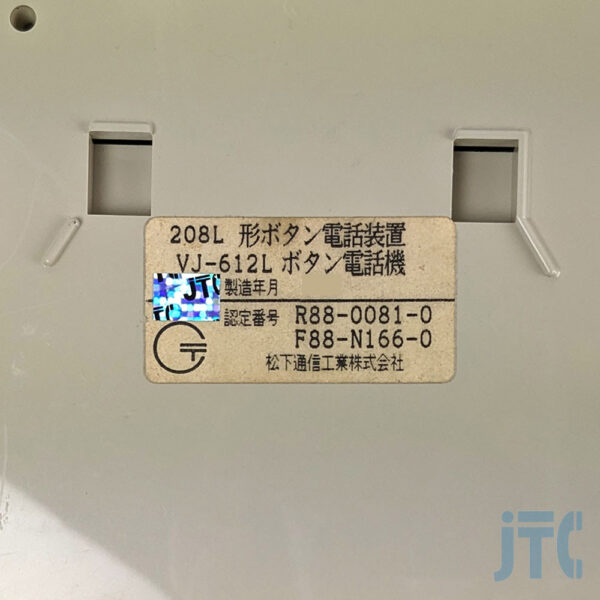 208L 形ボタン電話装置
VJ-612L ボタン電話機
製造年月
JTC
JTC
認定番号 R88-0081-0
F88-N166-0
松下通信工業株式会社
JTC